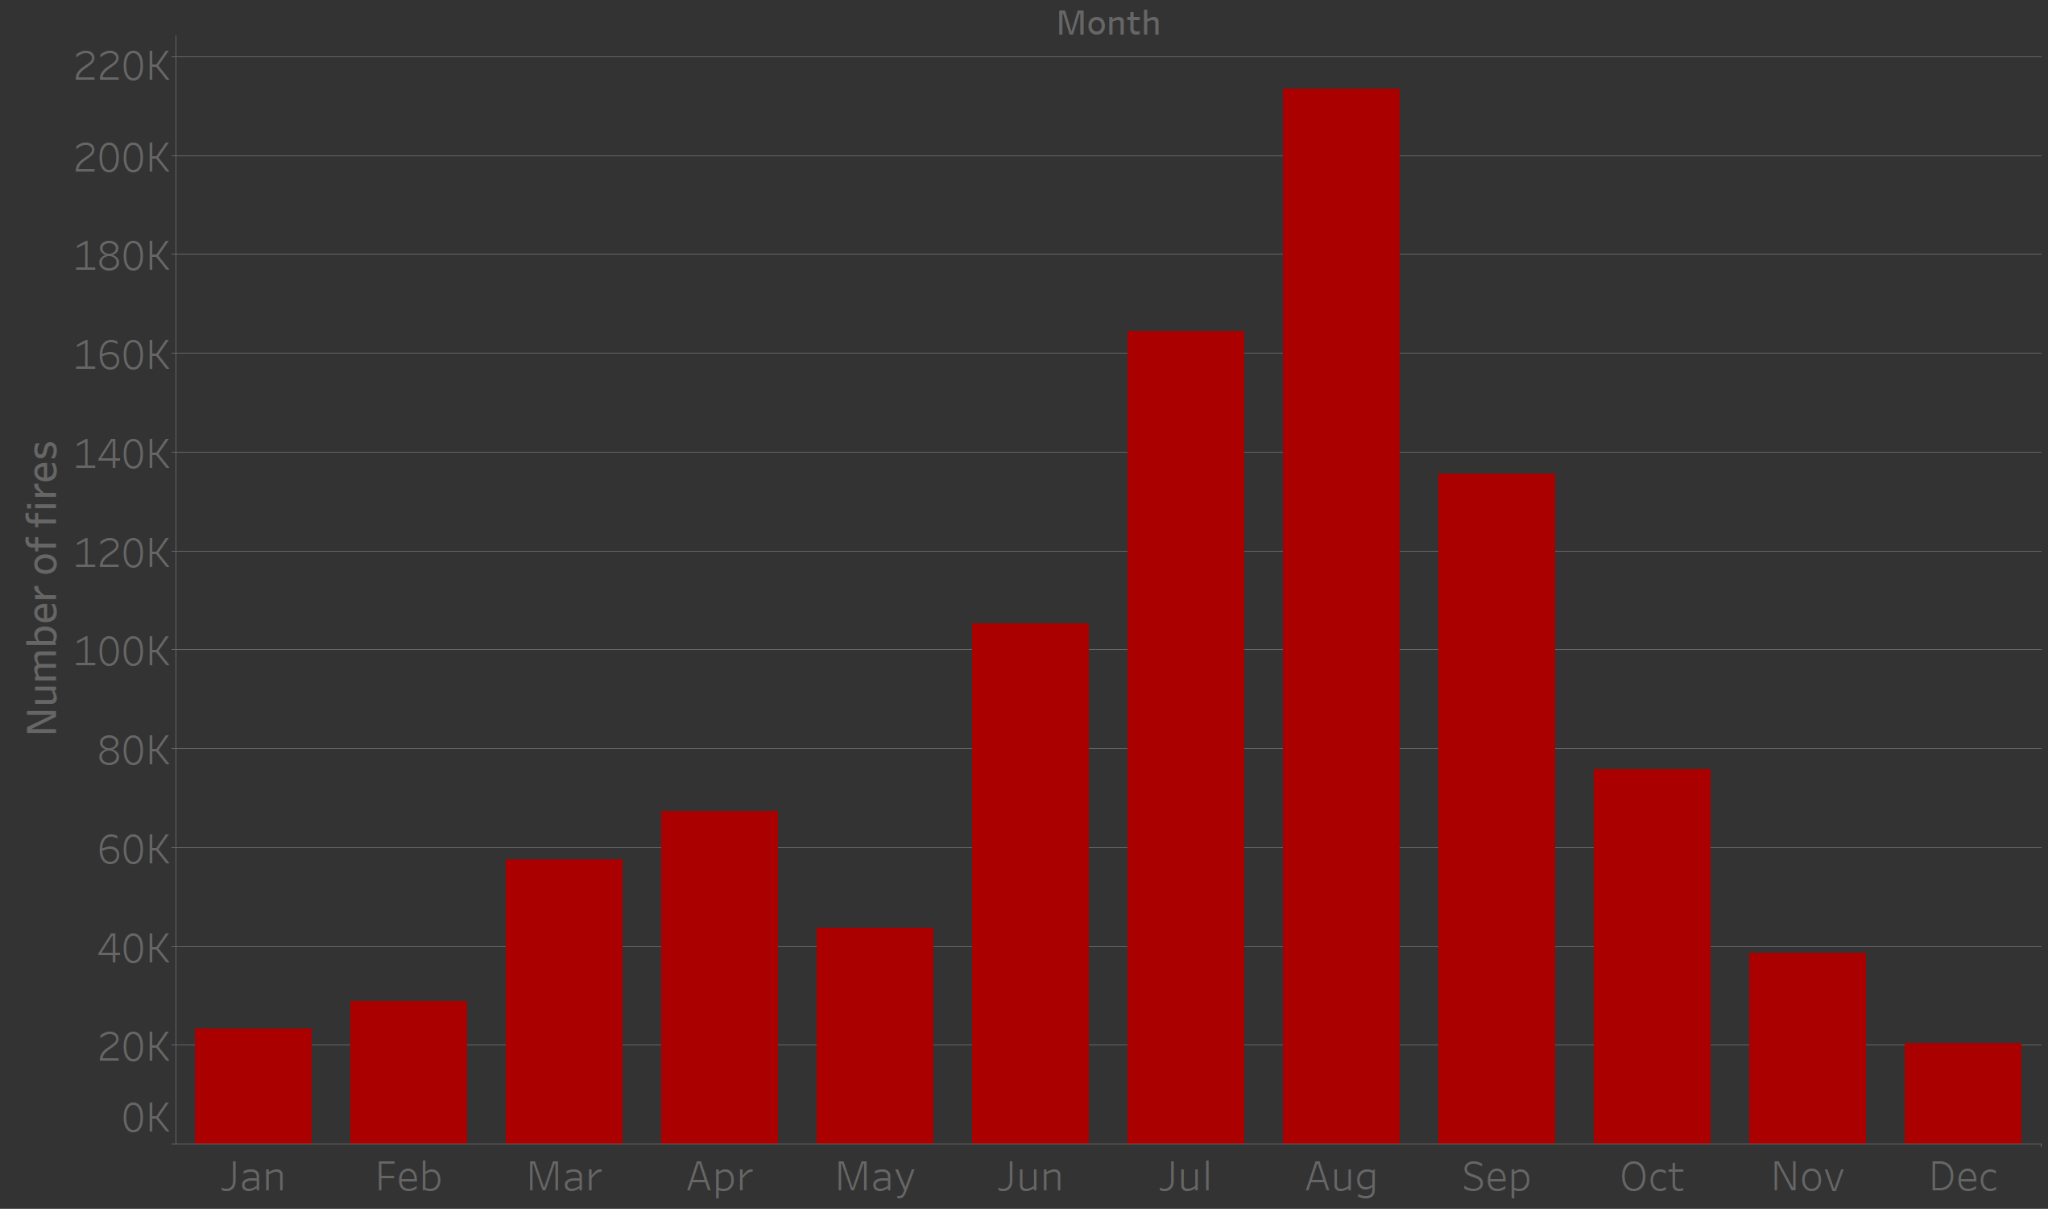 Month
Number of fires
220K
200K
180K
160K
140K
120K
100K
80K
60K
40K
20K
0K
Jan Feb Mar Apr May Jun Jul Aug Sep Oct Nov Dec